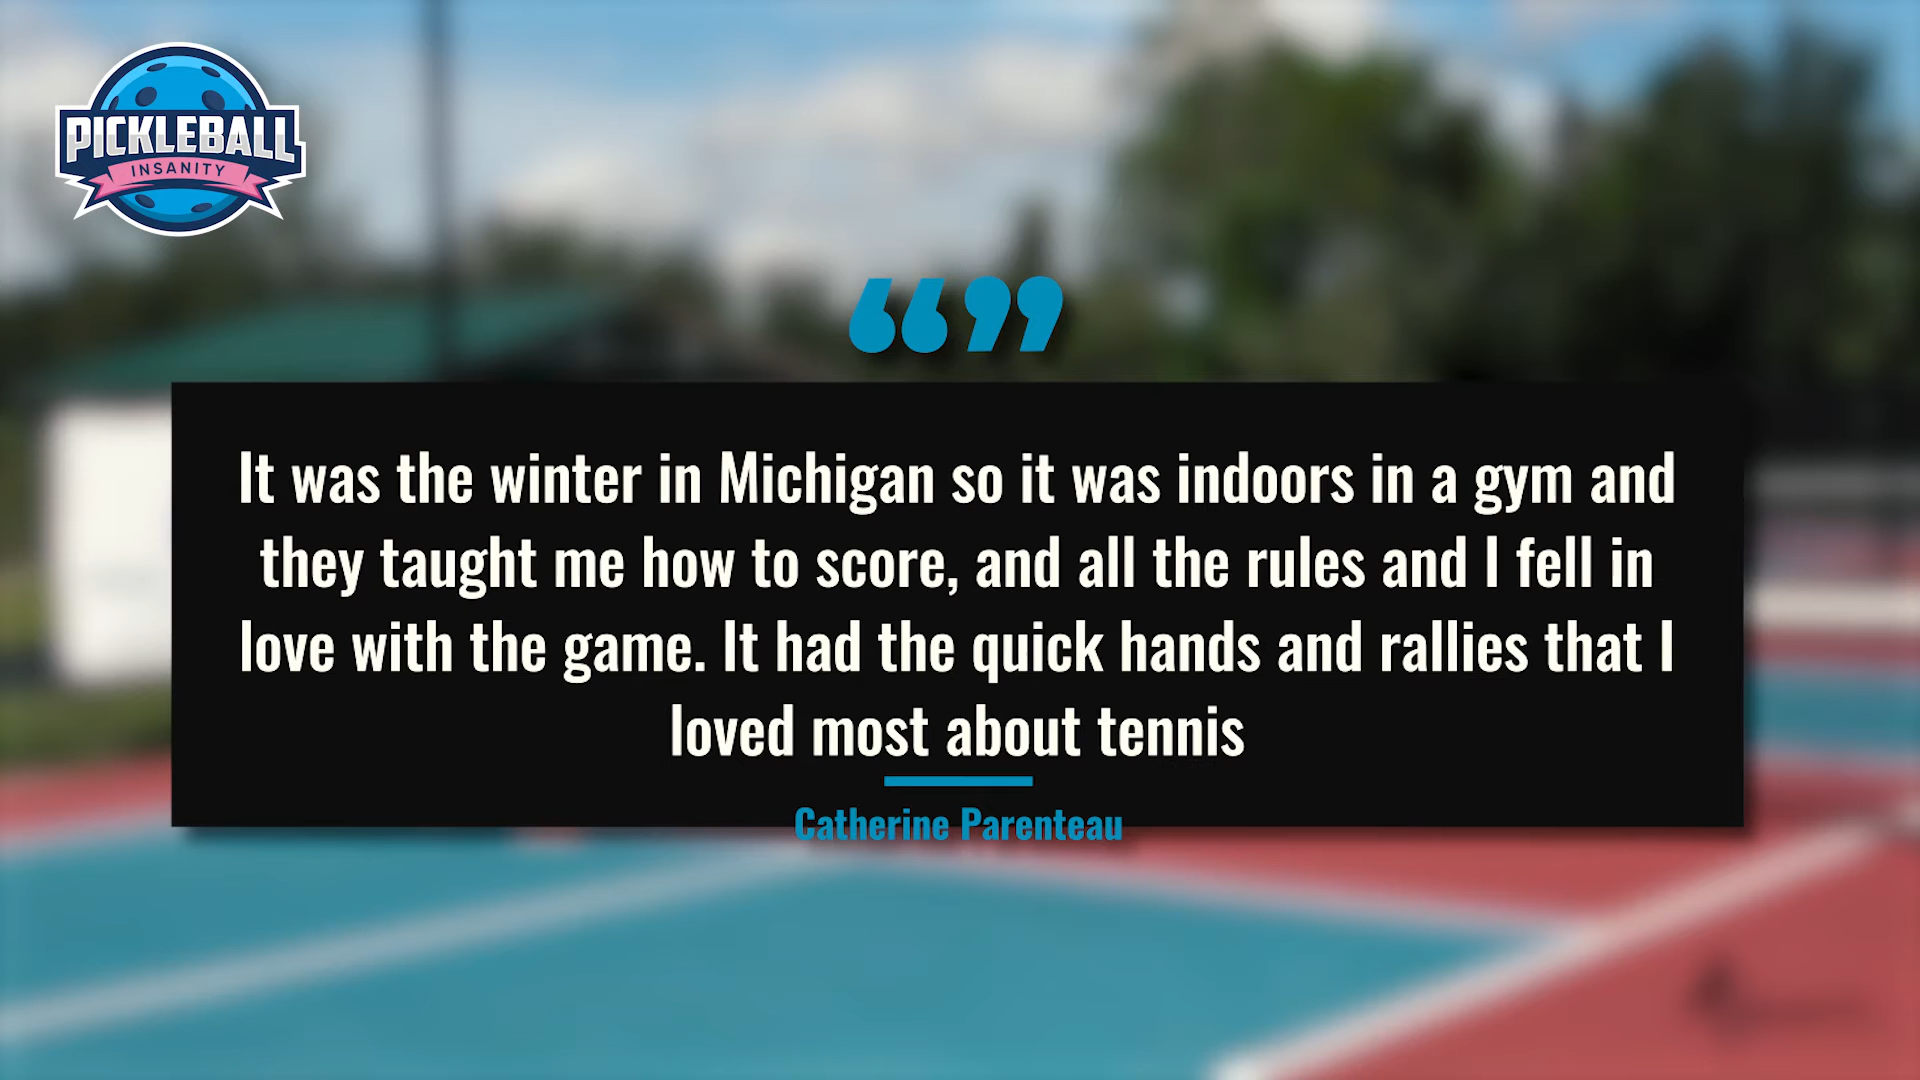 PICKLEBALL
INSANITY
It was the winter in Michigan so it was indoors in a gym and
they taught me how to score, and all the rules and I fell in
love with the game. It had the quick hands and rallies that I
loved most about tennis
Catherine Parenteau